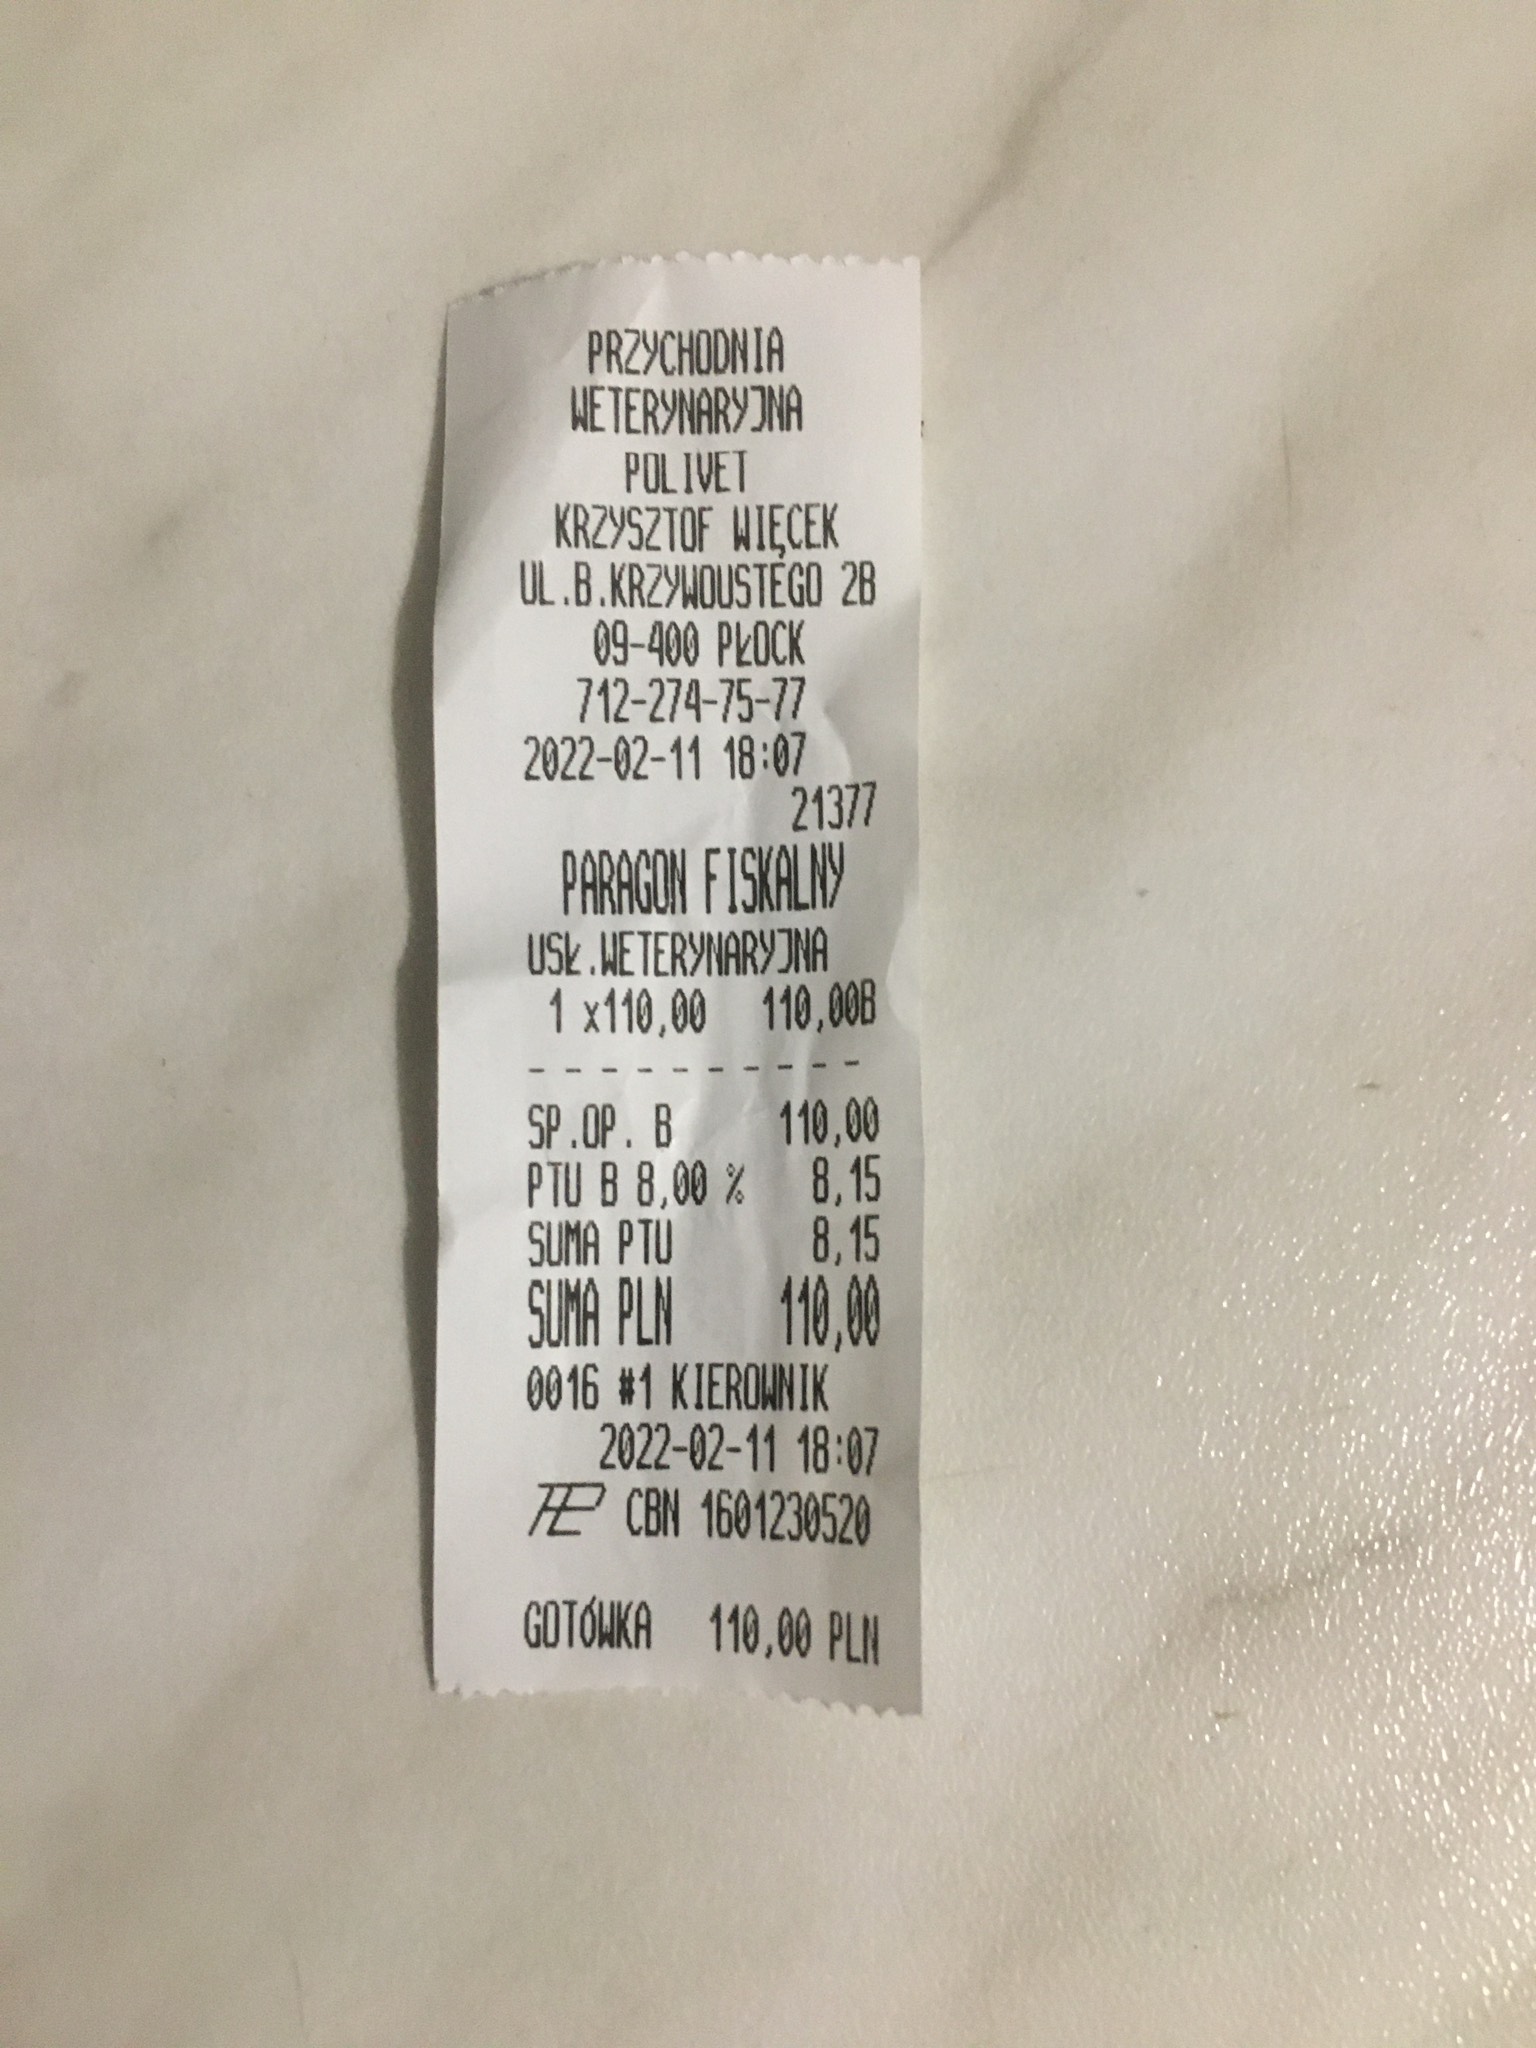 PRZYCHODNIA
WETERYNARYJNA
POLIVET
KRZYSZTOF WIĘCEK
UL.B.KRZYWOUSTEGO 2B
09-400 PŁOCK
712-274-75-77
2022-02-11 18:07
21377
PARAGON FISKALNY
USŁ.WETERYNARYJNA
1 x110,00 110,00B
- - - - - - - - - -
SP.OP. B 110,00
PTU B 8,00 % 8,15
SUMA PTU 8,15
SUMA PLN 110,00
0016 #1 KIEROWNIK
2022-02-11 18:07
PL CBN 1601230520
GOTÓWKA 110,00 PLN